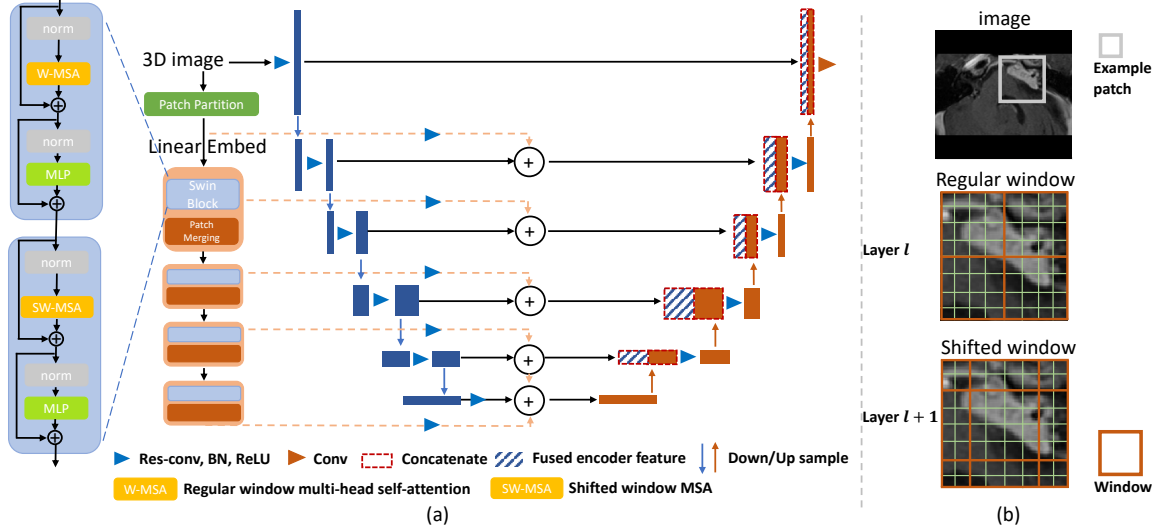 norm
W-MSA
norm
MLP
norm
SW-MSA
norm
MLP
3D image
Patch Partition
Linear Embed
Swin
Block
Patch
Merging
+
+
+
+
+
Res-conv, BN, ReLU
Conv
Concatenate
Fused encoder feature
Down/Up sample
W-MSA
Regular window multi-head self-attention
SW-MSA
Shifted window MSA
(a)
image
Example
patch
Regular window
Layer l
Shifted window
Layer l + 1
Window
(b)